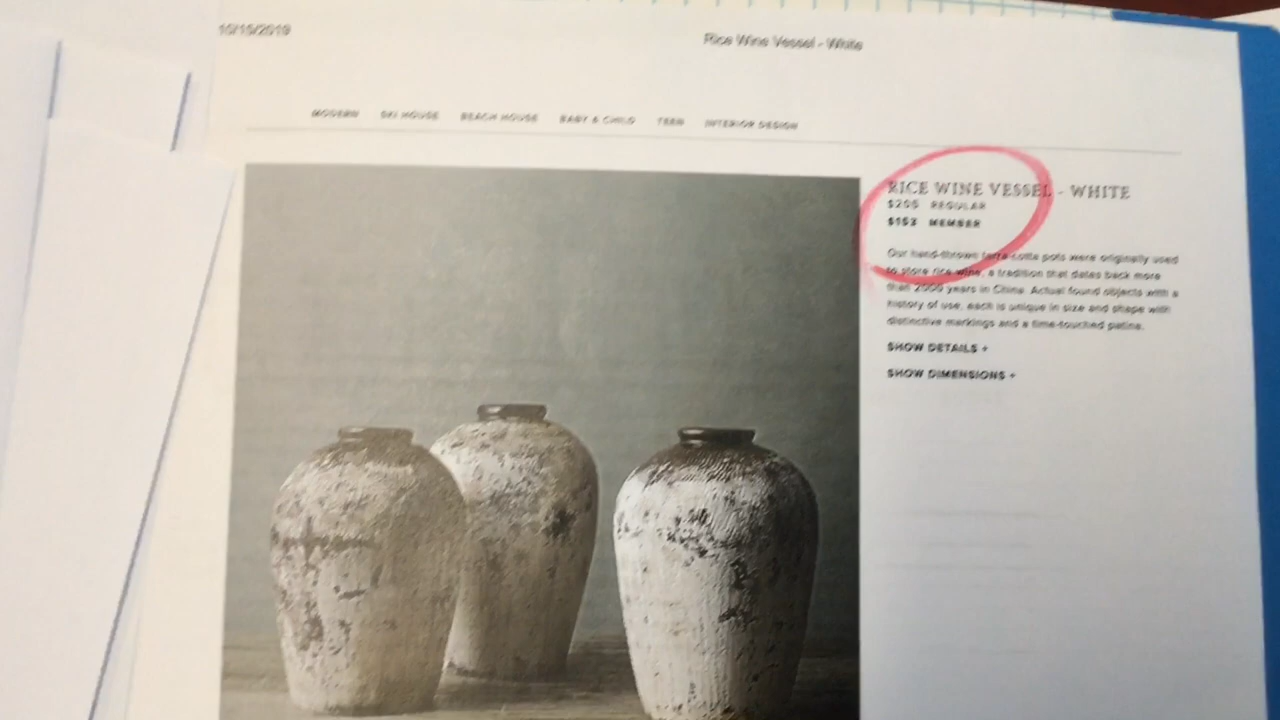 10/15/2019
Rice Wine Vessel - White
MODERN SKI HOUSE BEACH HOUSE BABY & CHILD TEEN INTERIOR DESIGN
RICE WINE VESSEL - WHITE
$205 REGULAR
$153 MEMBER
Our hand-thrown terra-cotta pots were originally used
to store rice wine, a tradition that dates back more
than 2000 years in China. Actual found objects with a
history of use, each is unique in size and shape with
distinctive markings and a time-touched patina.
SHOW DETAILS +
SHOW DIMENSIONS +